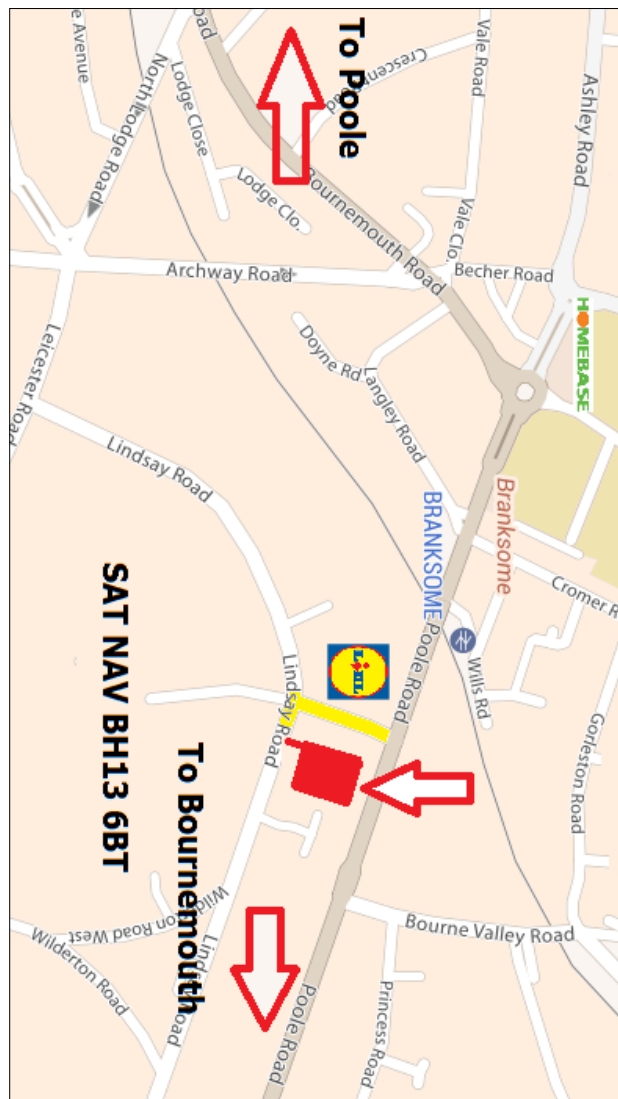 To Poole
e Avenue
North Lodge Road
Lodge Close
Lodge Clo.
Crescent Road
Vale Road
Vale Clo.
Ashley Road
Bournemouth Road
Archway Road
Becher Road
HOMEBASE
Leicester Road
Doyne Rd
Langley Road
Lindsay Road
BRANKSOME
Branksome
Cromer R
Poole Road
Wills Rd
Gorleston Road
LIDL
Lindsay Road
SAT NAV BH13 6BT
To Bournemouth
Bourne Valley Road
Princess Road
Wilderton Road West
Wilderton Road
Lindsay Road
Poole Road